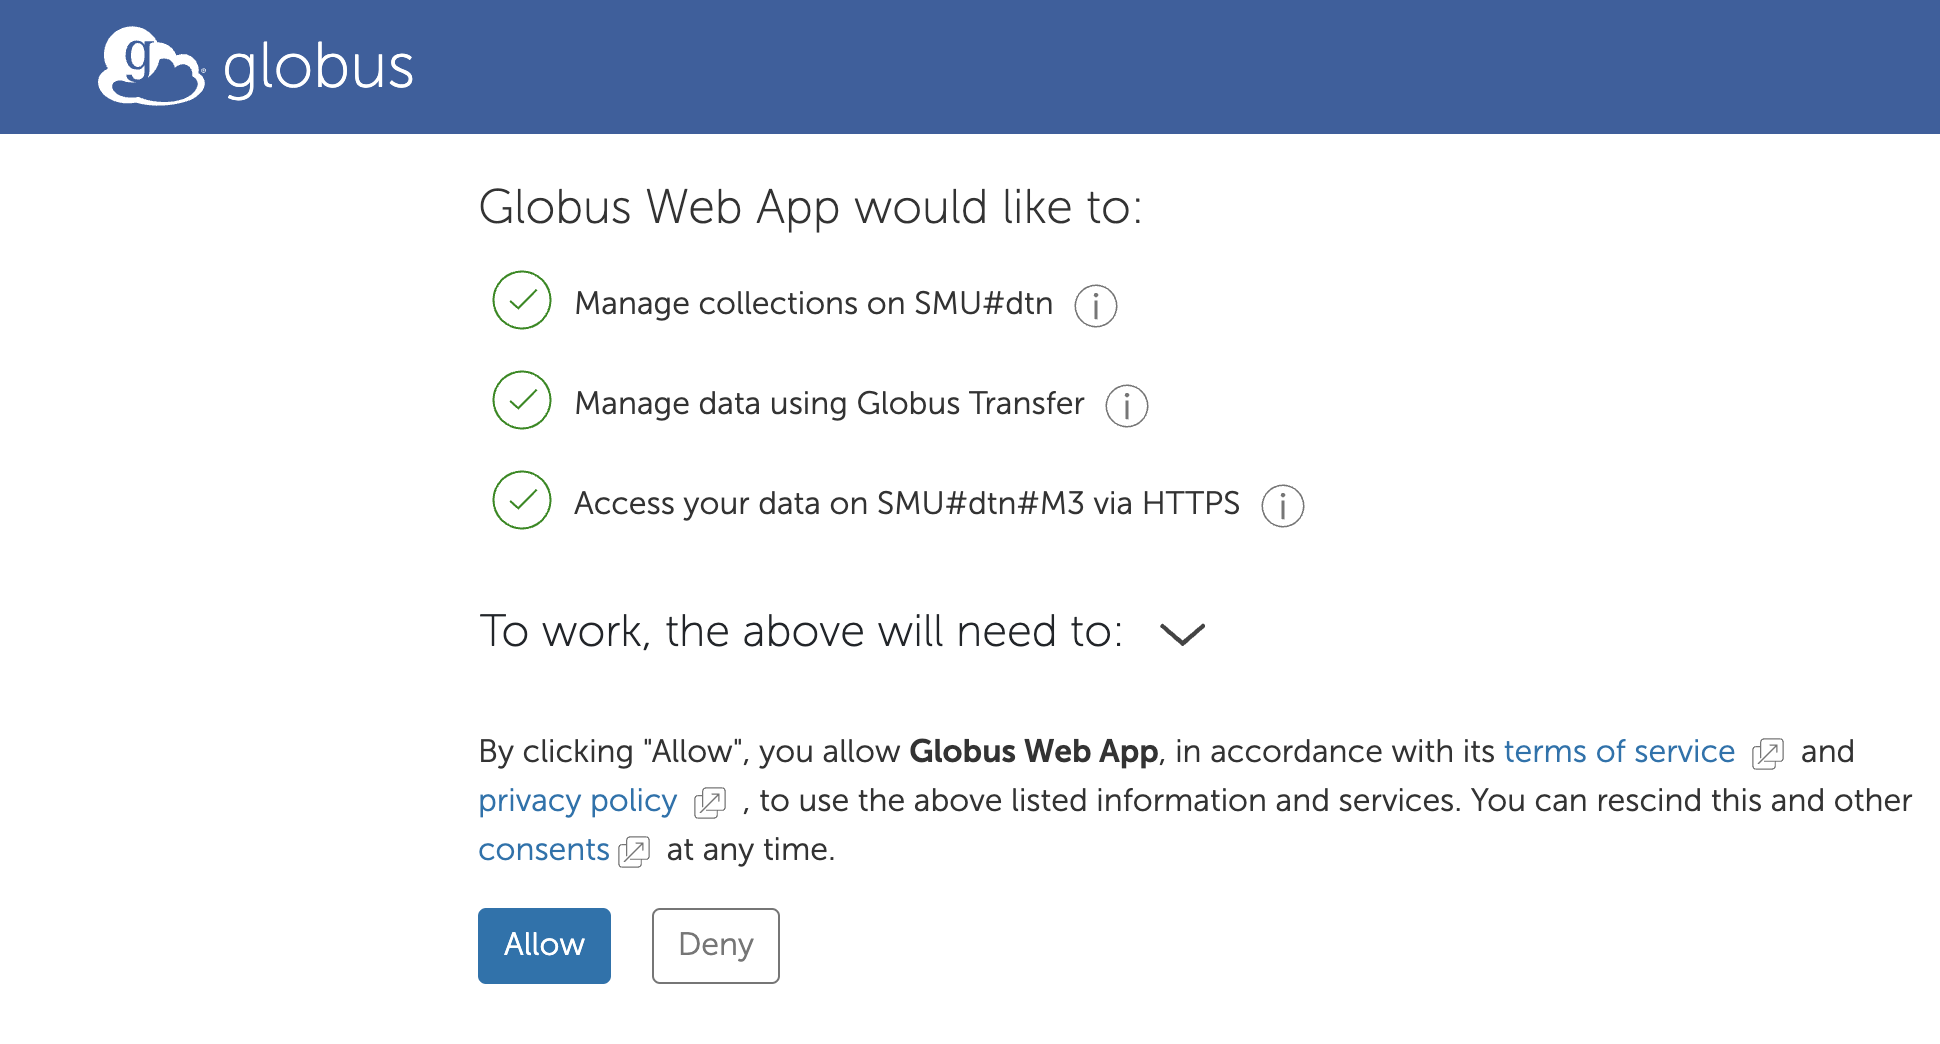 globus
Globus Web App would like to:
Manage collections on SMU#dtn
Manage data using Globus Transfer
Access your data on SMU#dtn#M3 via HTTPS
To work, the above will need to:
By clicking "Allow", you allow Globus Web App, in accordance with its terms of service and
privacy policy , to use the above listed information and services. You can rescind this and other
consents at any time.
Allow Deny